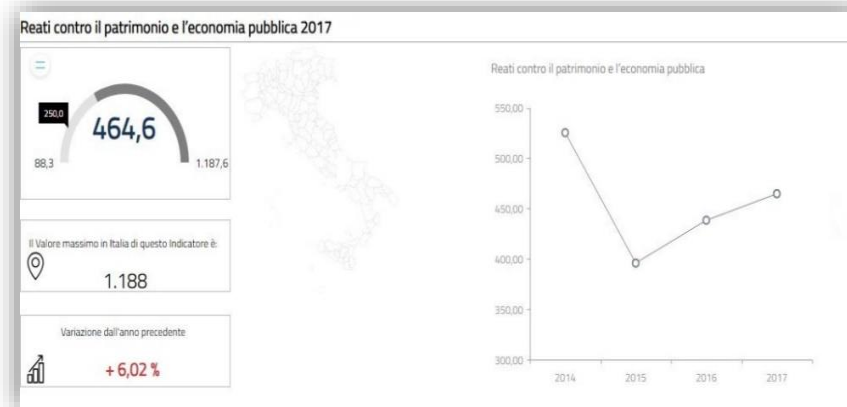 Reati contro il patrimonio e l'economia pubblica 2017
250,0
464,6
88,3
1.187,6
Il Valore massimo in Italia di questo Indicatore è:
1.188
Variazione dall'anno precedente
+ 6,02 %
Reati contro il patrimonio e l'economia pubblica
550,00
500,00
450,00
400,00
350,00
300,00
2014 2015 2016 2017